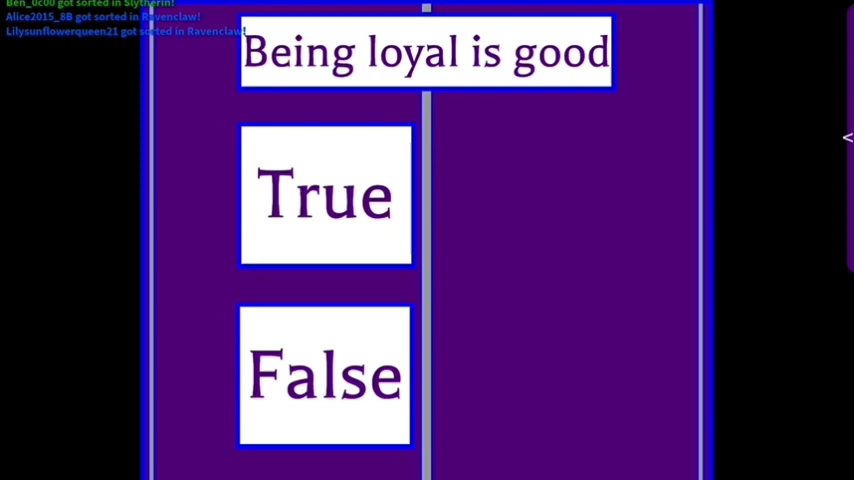 Ben_0c00 got sorted in Slytherin!
Alice2015_8B got sorted in Ravenclaw!
Lilysunflowerqueen21 got sorted in Ravenclaw!
Being loyal is good
<
True
False